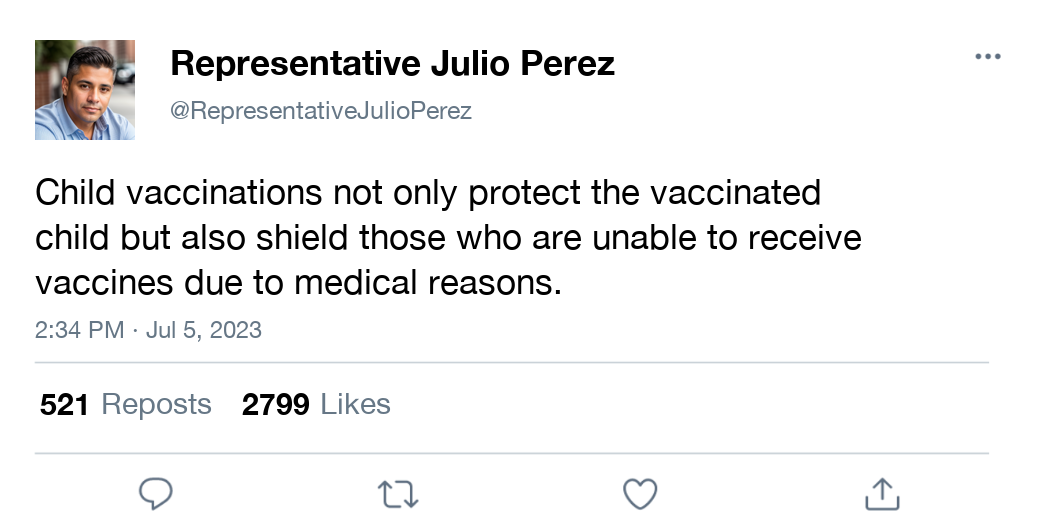 Representative Julio Perez
@RepresentativeJulioPerez
Child vaccinations not only protect the vaccinated
child but also shield those who are unable to receive
vaccines due to medical reasons.
2:34 PM · Jul 5, 2023
521 Reposts 2799 Likes